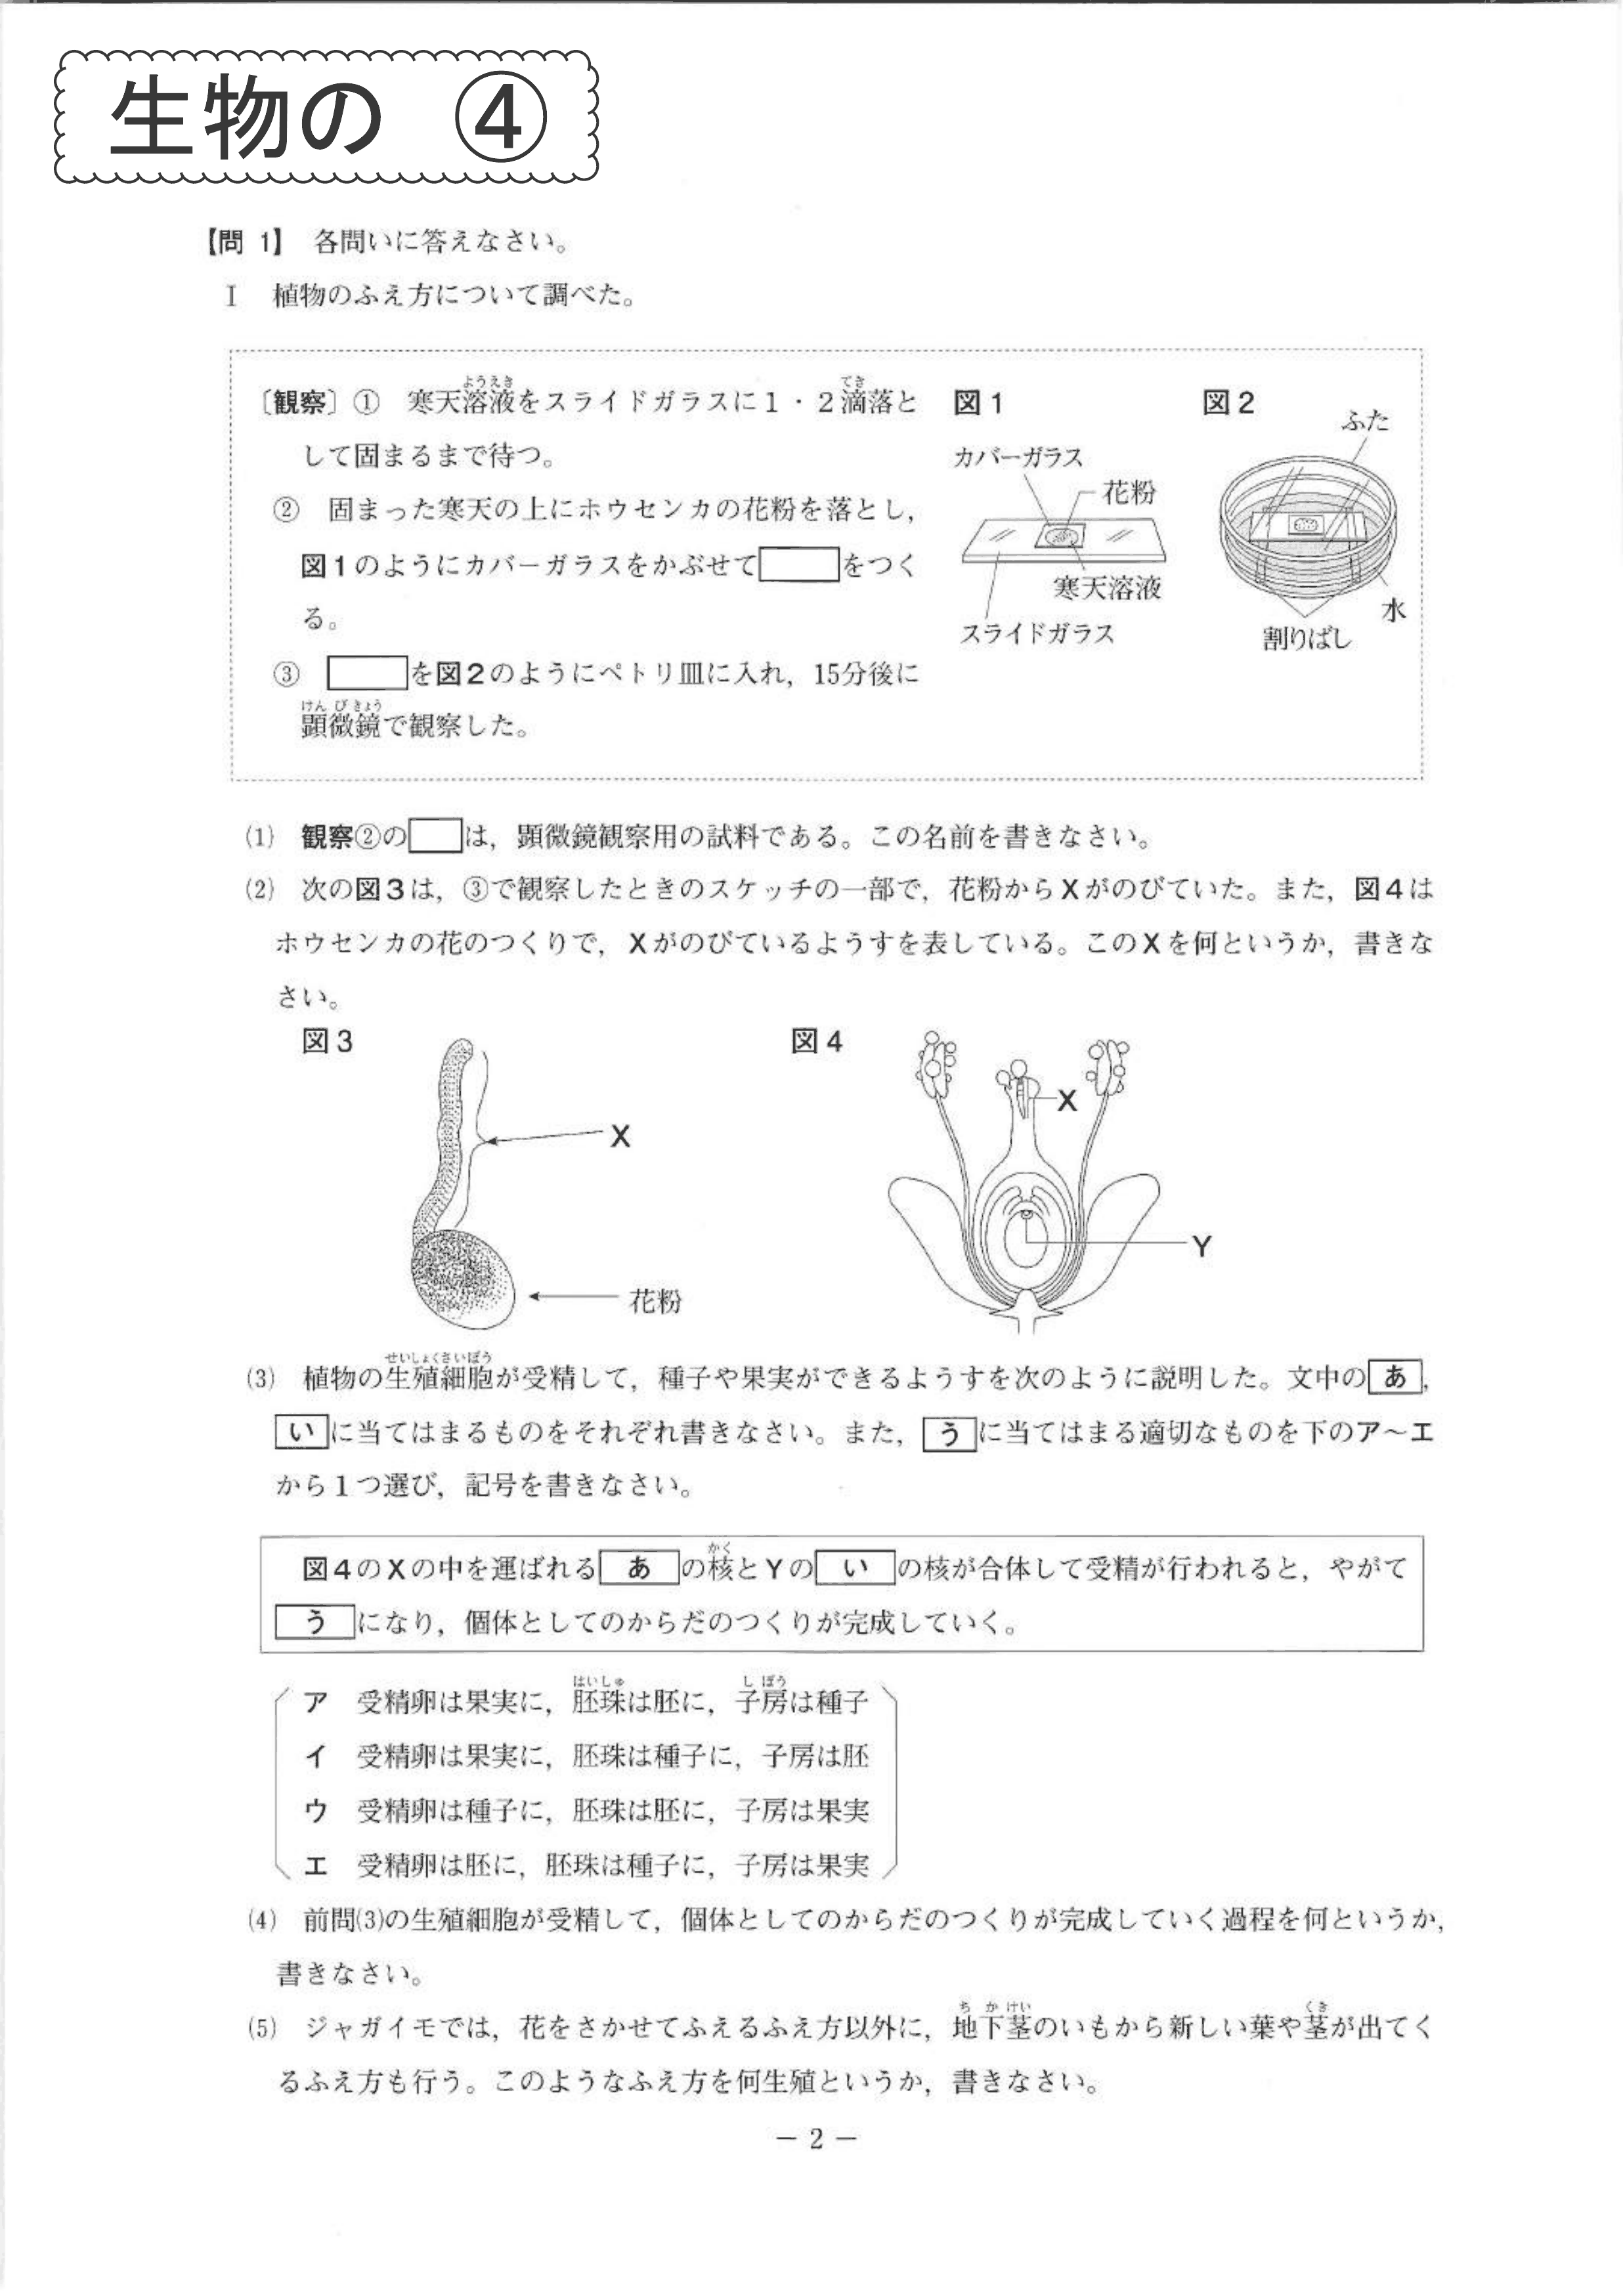 生物の ④
【問 1】 各問いに答えなさい。
Ⅰ 植物のふえ方について調べた。
〔観察〕① 寒天溶液をスライドガラスに1・2滴落と
して固まるまで待つ。
② 固まった寒天の上にホウセンカの花粉を落とし，
図1のようにカバーガラスをかぶせて□をつく
る。
③ □を図2のようにペトリ皿に入れ，15分後に
顕微鏡で観察した。
図1
カバーガラス
花粉
寒天溶液
スライドガラス
図2
ふた
水
割りばし
(1) 観察②の□は，顕微鏡観察用の試料である。この名前を書きなさい。
(2) 次の図3は，③で観察したときのスケッチの一部で，花粉からXがのびていた。また，図4は
ホウセンカの花のつくりで，Xがのびているようすを表している。このXを何というか，書きな
さい。
図3
X
花粉
図4
X
Y
(3) 植物の生殖細胞が受精して，種子や果実ができるようすを次のように説明した。文中のあ，
いに当てはまるものをそれぞれ書きなさい。また，うに当てはまる適切なものを下のア～エ
から1つ選び，記号を書きなさい。
図4のXの中を運ばれるあの核とYのいの核が合体して受精が行われると，やがて
うになり，個体としてのからだのつくりが完成していく。
ア 受精卵は果実に，胚珠は胚に，子房は種子
イ 受精卵は果実に，胚珠は種子に，子房は胚
ウ 受精卵は種子に，胚珠は胚に，子房は果実
エ 受精卵は胚に，胚珠は種子に，子房は果実
(4) 前問(3)の生殖細胞が受精して，個体としてのからだのつくりが完成していく過程を何というか，
書きなさい。
(5) ジャガイモでは，花をさかせてふえるふえ方以外に，地下茎のいもから新しい葉や茎が出てく
るふえ方も行う。このようなふえ方を何生殖というか，書きなさい。
－ 2 －